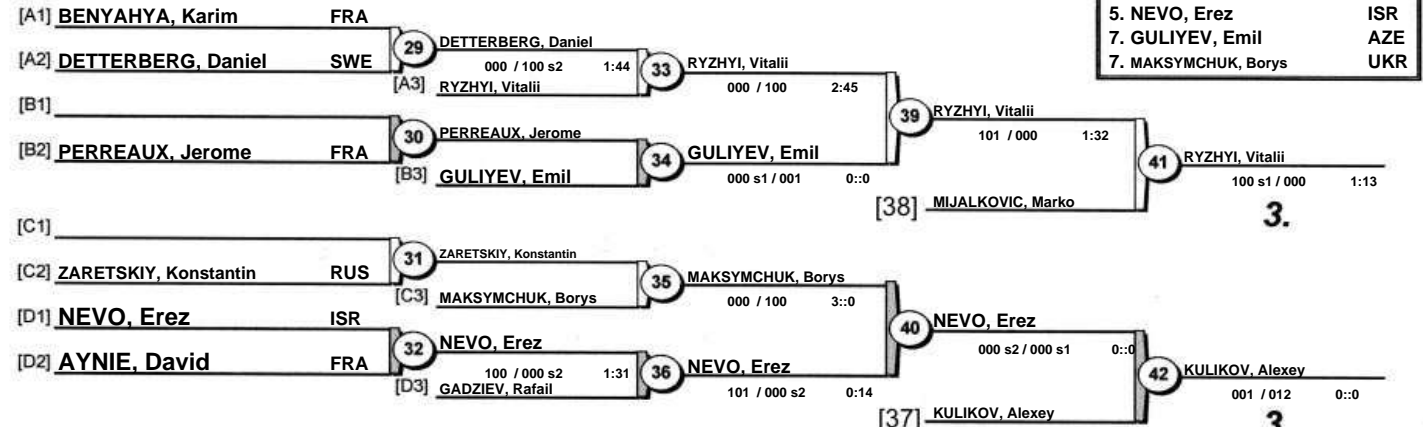 [A1] BENYAHYA, Karim FRA
5. NEVO, Erez ISR
29 DETTERBERG, Daniel
7. GULIYEV, Emil AZE
[A2] DETTERBERG, Daniel SWE
000 / 100 s2 1:44
33 RYZHYI, Vitalii
7. MAKSYMCHUK, Borys UKR
[A3] RYZHYI, Vitalii
000 / 100 2:45
[B1]
39 RYZHYI, Vitalii
30 PERREAUX, Jerome
101 / 000 1:32
[B2] PERREAUX, Jerome FRA
34 GULIYEV, Emil
41 RYZHYI, Vitalii
[B3] GULIYEV, Emil
000 s1 / 001 0::0
100 s1 / 000 1:13
[38] MIJALKOVIC, Marko
3.
[C1]
31 ZARETSKIY, Konstantin
[C2] ZARETSKIY, Konstantin RUS
35 MAKSYMCHUK, Borys
[C3] MAKSYMCHUK, Borys
000 / 100 3::0
[D1] NEVO, Erez ISR
40 NEVO, Erez
32 NEVO, Erez
000 s2 / 000 s1 0::0
[D2] AYNIE, David FRA
100 / 000 s2 1:31
36 NEVO, Erez
42 KULIKOV, Alexey
[D3] GADZIEV, Rafail
101 / 000 s2 0:14
001 / 012 0::0
[37] KULIKOV, Alexey
3.